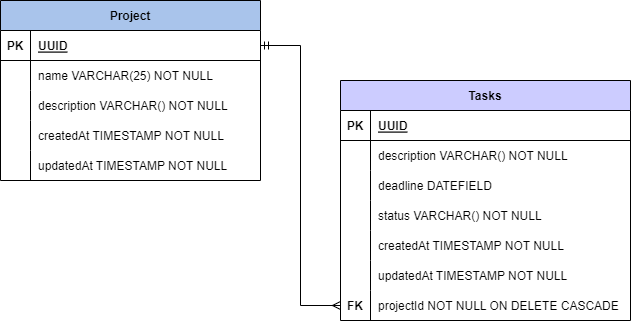 Project
PK UUID
name VARCHAR(25) NOT NULL
description VARCHAR() NOT NULL
createdAt TIMESTAMP NOT NULL
updatedAt TIMESTAMP NOT NULL
Tasks
PK UUID
description VARCHAR() NOT NULL
deadline DATEFIELD
status VARCHAR() NOT NULL
createdAt TIMESTAMP NOT NULL
updatedAt TIMESTAMP NOT NULL
FK projectId NOT NULL ON DELETE CASCADE